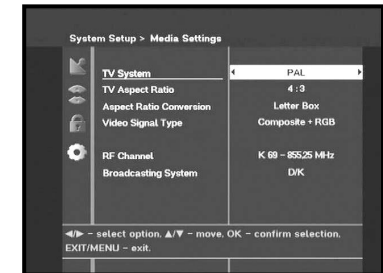 System Setup > Media Settings
TV System ◀ PAL ▶
TV Aspect Ratio 4:3
Aspect Ratio Conversion Letter Box
Video Signal Type Composite + RGB
RF Channel K 69 - 855,25 MHz
Broadcasting System D/K
◀/▶ - select option, ▲/▼ - move, OK - confirm selection,
EXIT/MENU - exit.